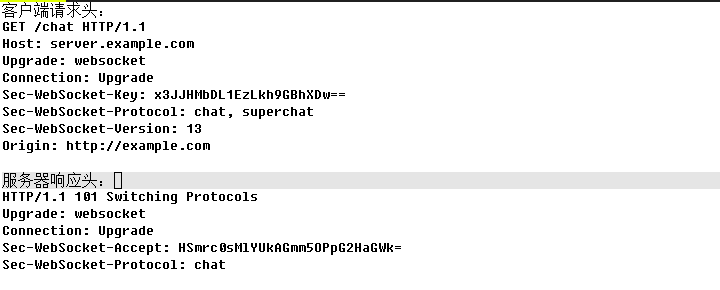 客户端请求头：
GET /chat HTTP/1.1
Host: server.example.com
Upgrade: websocket
Connection: Upgrade
Sec-WebSocket-Key: x3JJHMbDL1EzLkh9GBhXDw==
Sec-WebSocket-Protocol: chat, superchat
Sec-WebSocket-Version: 13
Origin: http://example.com
服务器响应头：
HTTP/1.1 101 Switching Protocols
Upgrade: websocket
Connection: Upgrade
Sec-WebSocket-Accept: HSmrc0sMlYUkAGmm5OPpG2HaGWk=
Sec-WebSocket-Protocol: chat